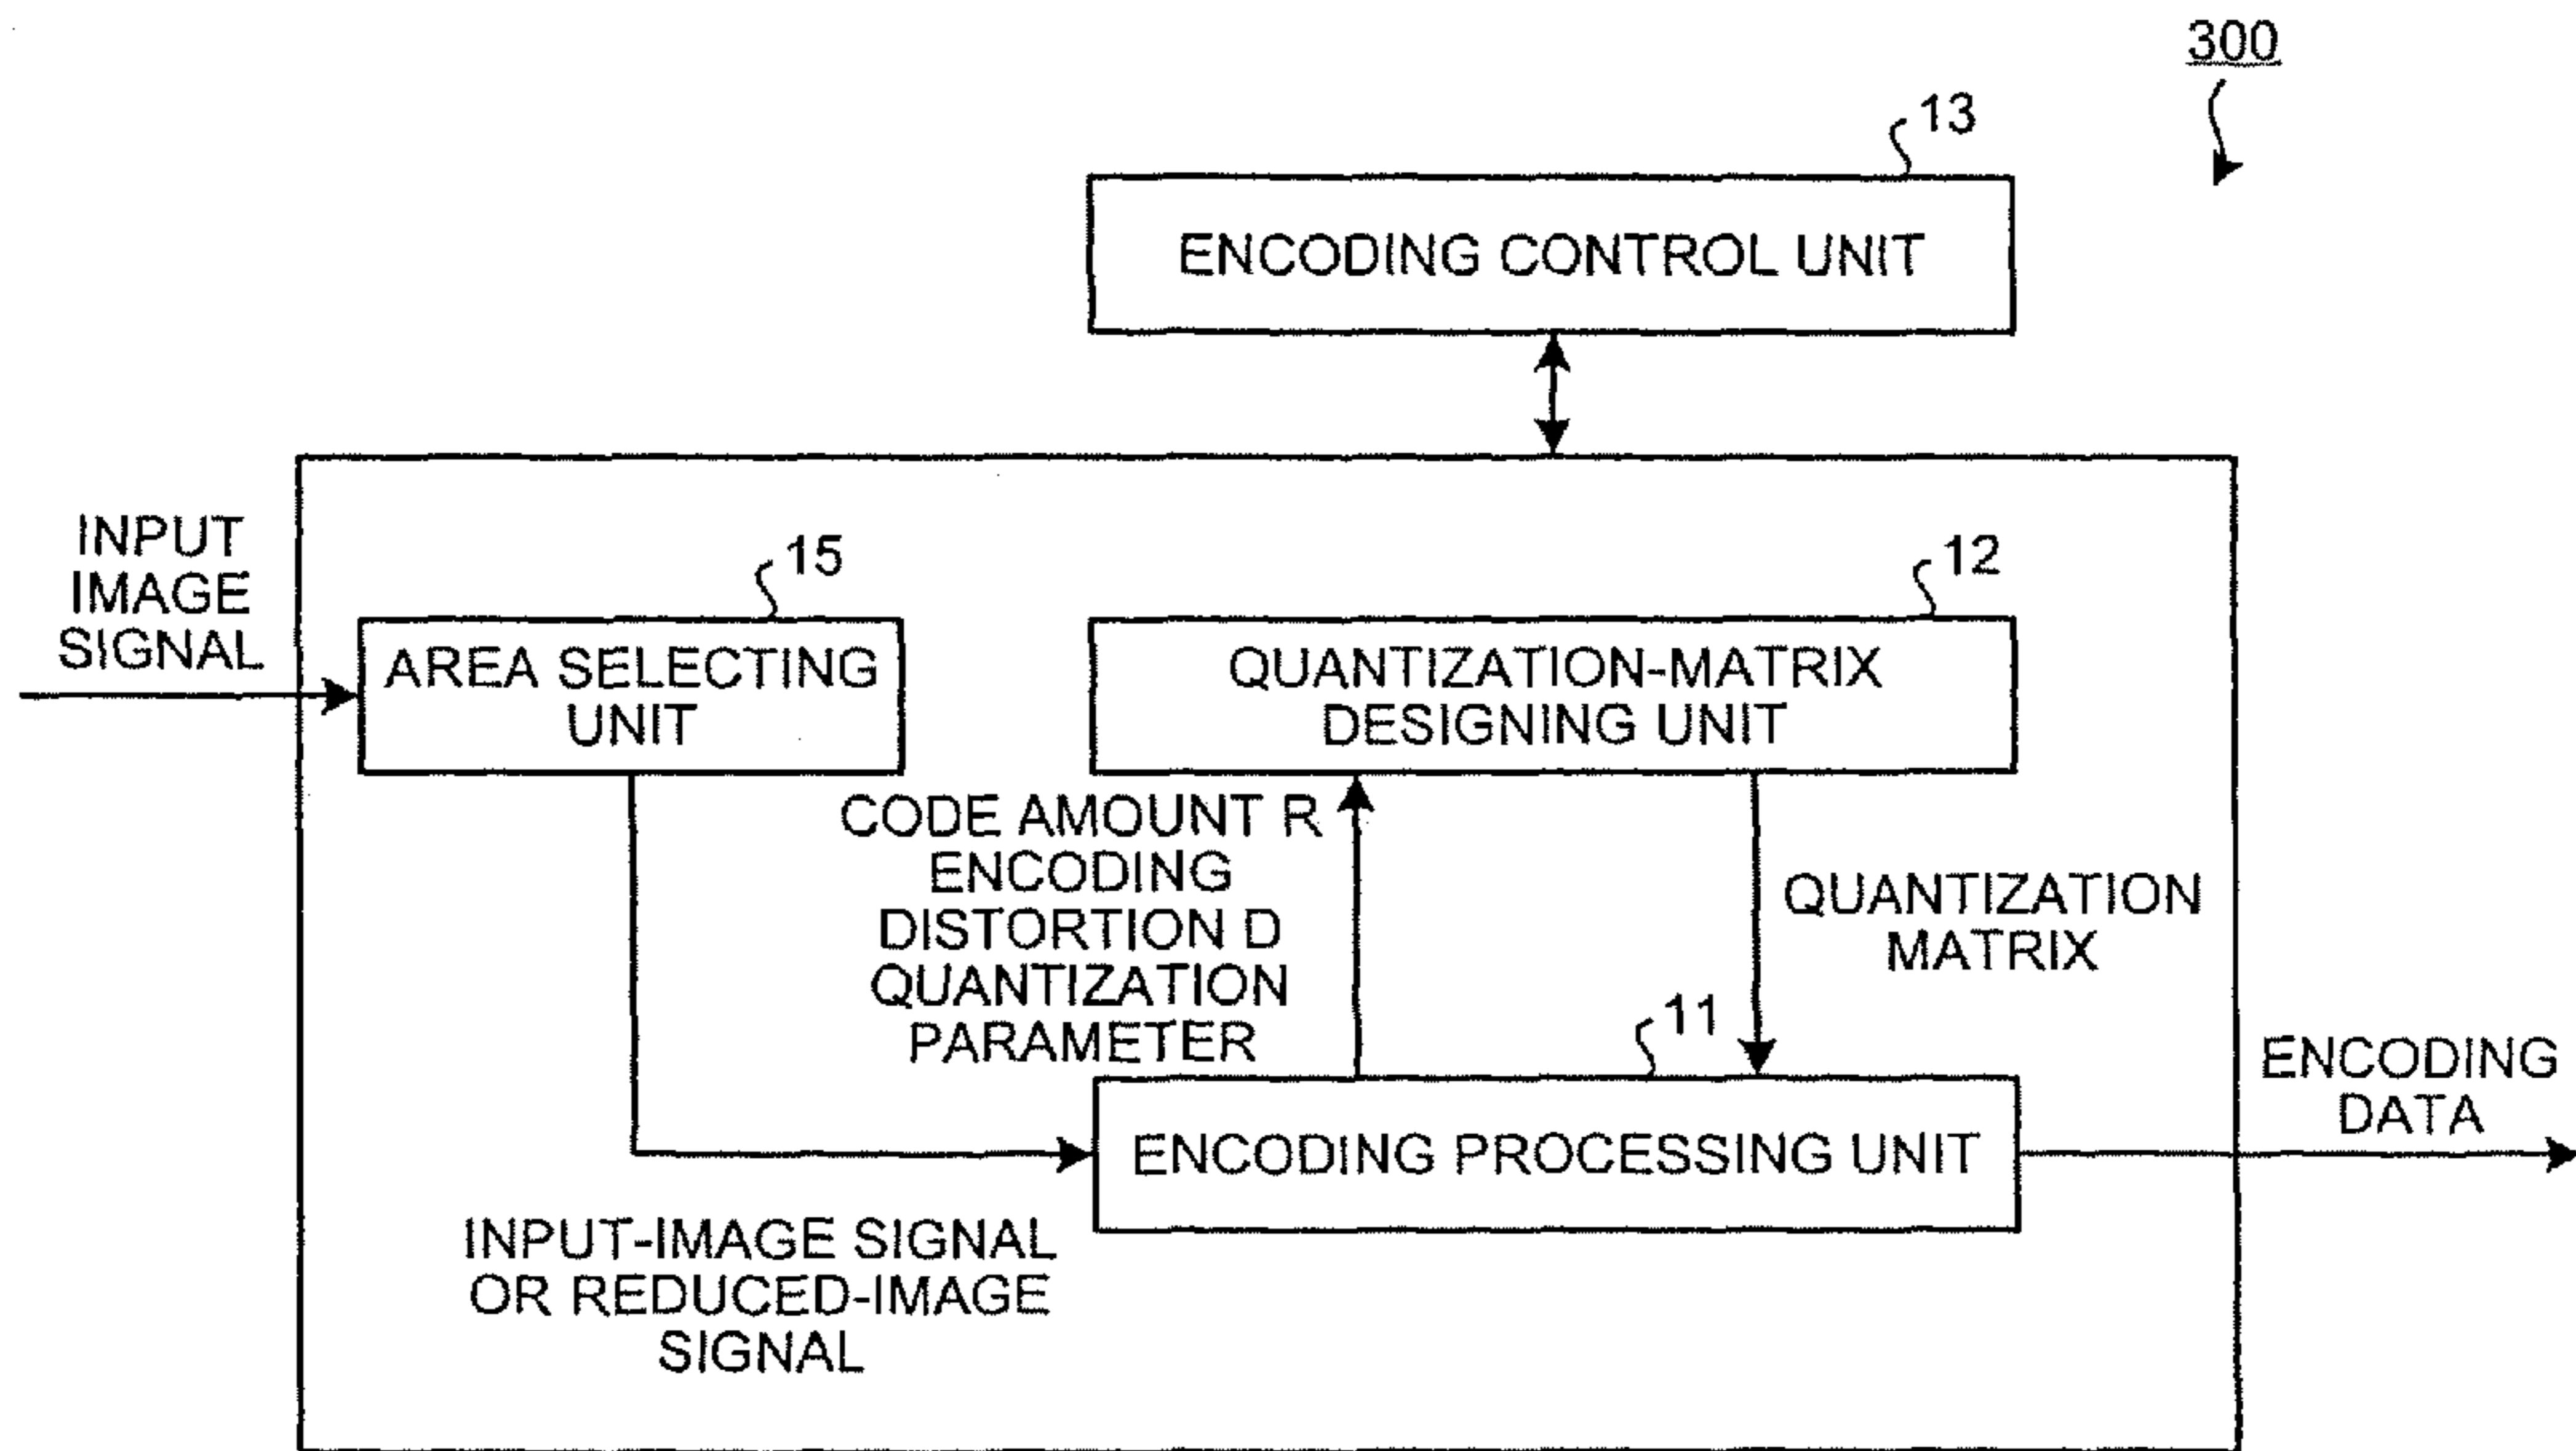 300
13
ENCODING CONTROL UNIT
INPUT
IMAGE
SIGNAL
15
AREA SELECTING
UNIT
12
QUANTIZATION-MATRIX
DESIGNING UNIT
CODE AMOUNT R
ENCODING
DISTORTION D
QUANTIZATION
PARAMETER
QUANTIZATION
MATRIX
11
ENCODING PROCESSING UNIT
ENCODING
DATA
INPUT-IMAGE SIGNAL
OR REDUCED-IMAGE
SIGNAL